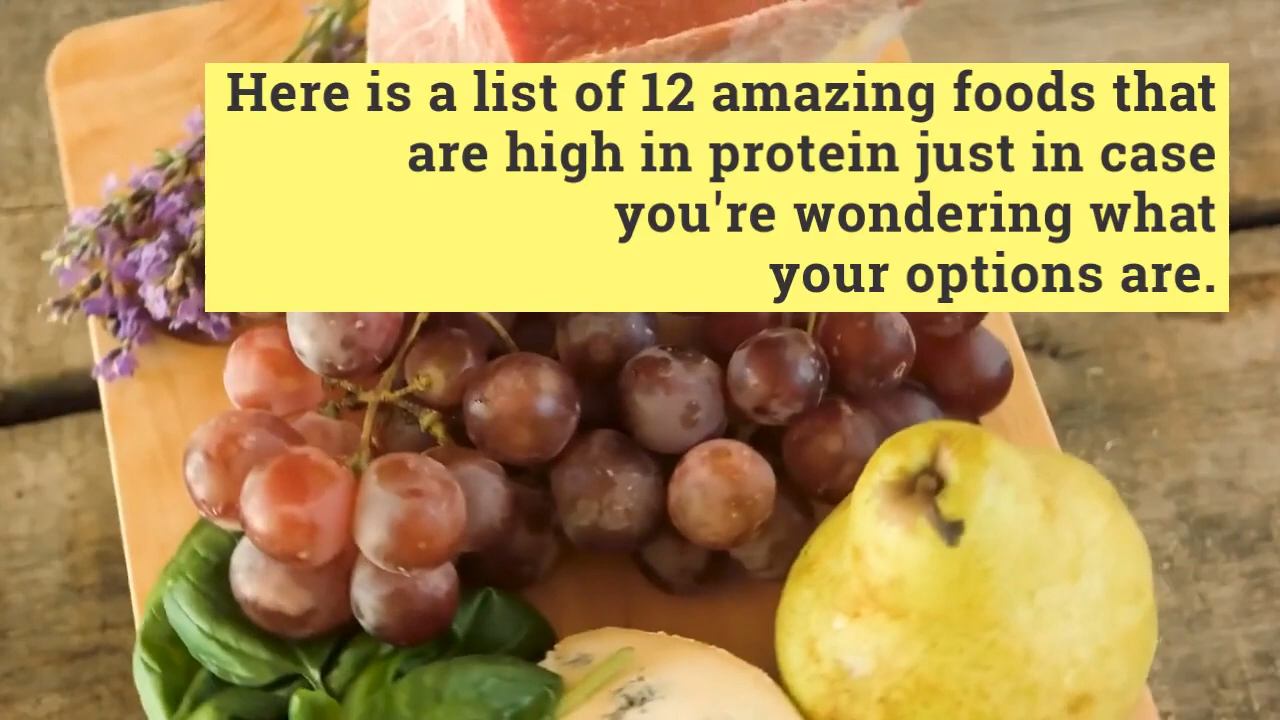 Here is a list of 12 amazing foods that
are high in protein just in case
you're wondering what
your options are.